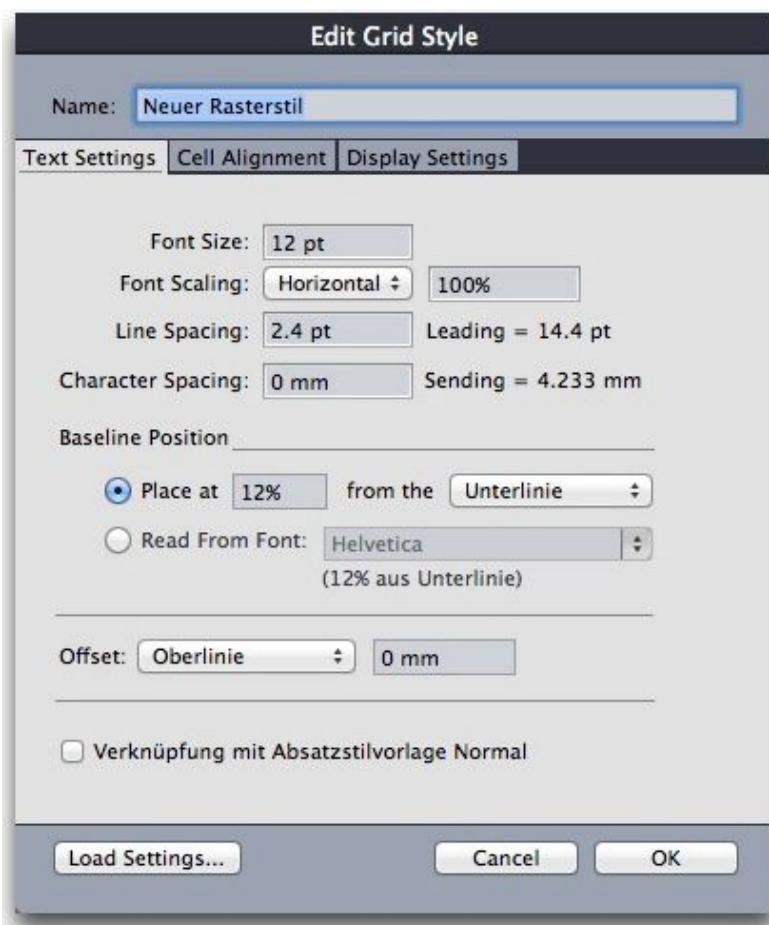 Edit Grid Style
Name: Neuer Rasterstil
Text Settings Cell Alignment Display Settings
Font Size: 12 pt
Font Scaling: Horizontal 100%
Line Spacing: 2.4 pt Leading = 14.4 pt
Character Spacing: 0 mm Sending = 4.233 mm
Baseline Position
Place at 12% from the Unterlinie
Read From Font: Helvetica
(12% aus Unterlinie)
Offset: Oberlinie 0 mm
Verknüpfung mit Absatzstilvorlage Normal
Load Settings... Cancel OK